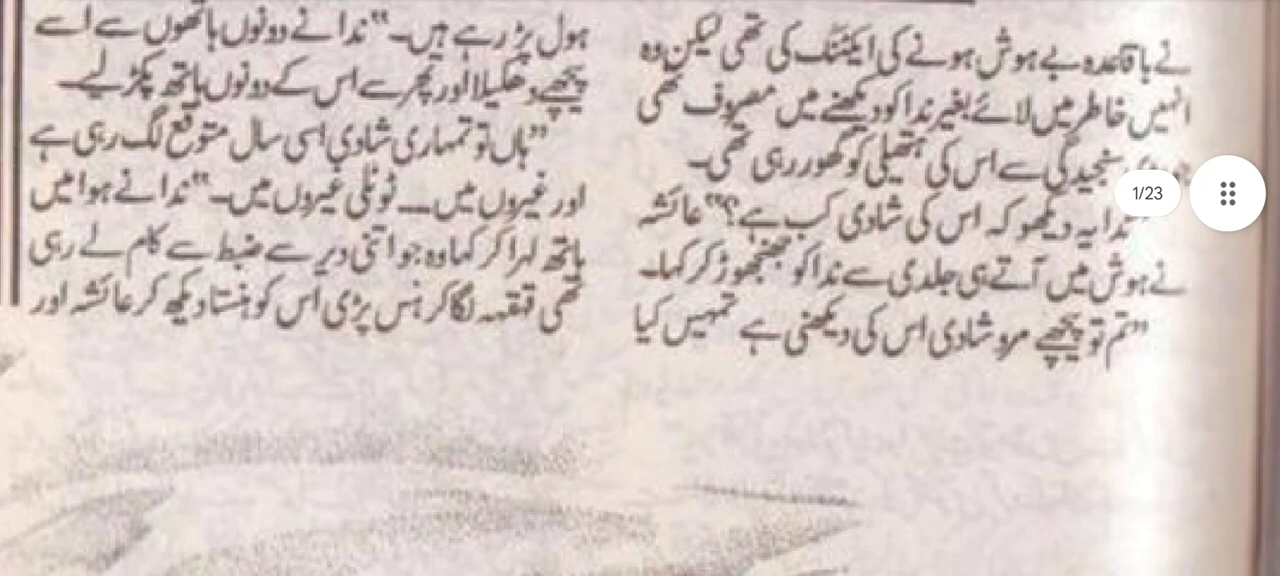 نے باقاعدہ بے ہوش ہونے کی ایکٹنگ کی تھی لیکن وہ
انہیں خاطر میں لائے بغیر ندا کو دیکھنے میں مصروف تھی
سنجیدگی سے اس کی ہتھیلی کو گھور رہی تھی۔
ندا یہ دیکھو کہ اس کی شادی کب ہے؟“ عائشہ
نے ہوش میں آتے ہی جلدی سے ندا کو جھنجھوڑ کر کہا۔
”تم تو پیچھے مرو شادی اس کی دیکھنی ہے تمہیں کیا
ہول پڑ رہے ہیں۔“ ندا نے دونوں ہاتھوں سے اسے
پیچھے دھکیلا اور پھر سے اس کے دونوں ہاتھ پکڑ لیے۔
”ہاں تو تمہاری شادی اسی سال متوقع لگ رہی ہے
اور غیروں میں ــــ ٹوٹلی غیروں میں۔“ ندا نے ہوا میں
ہاتھ لہرا کر کہا وہ جو اتنی دیر سے ضبط سے کام لے رہی
تھی قہقہہ لگا کر ہنس پڑی اس کو ہنستا دیکھ کر عائشہ اور
1/23